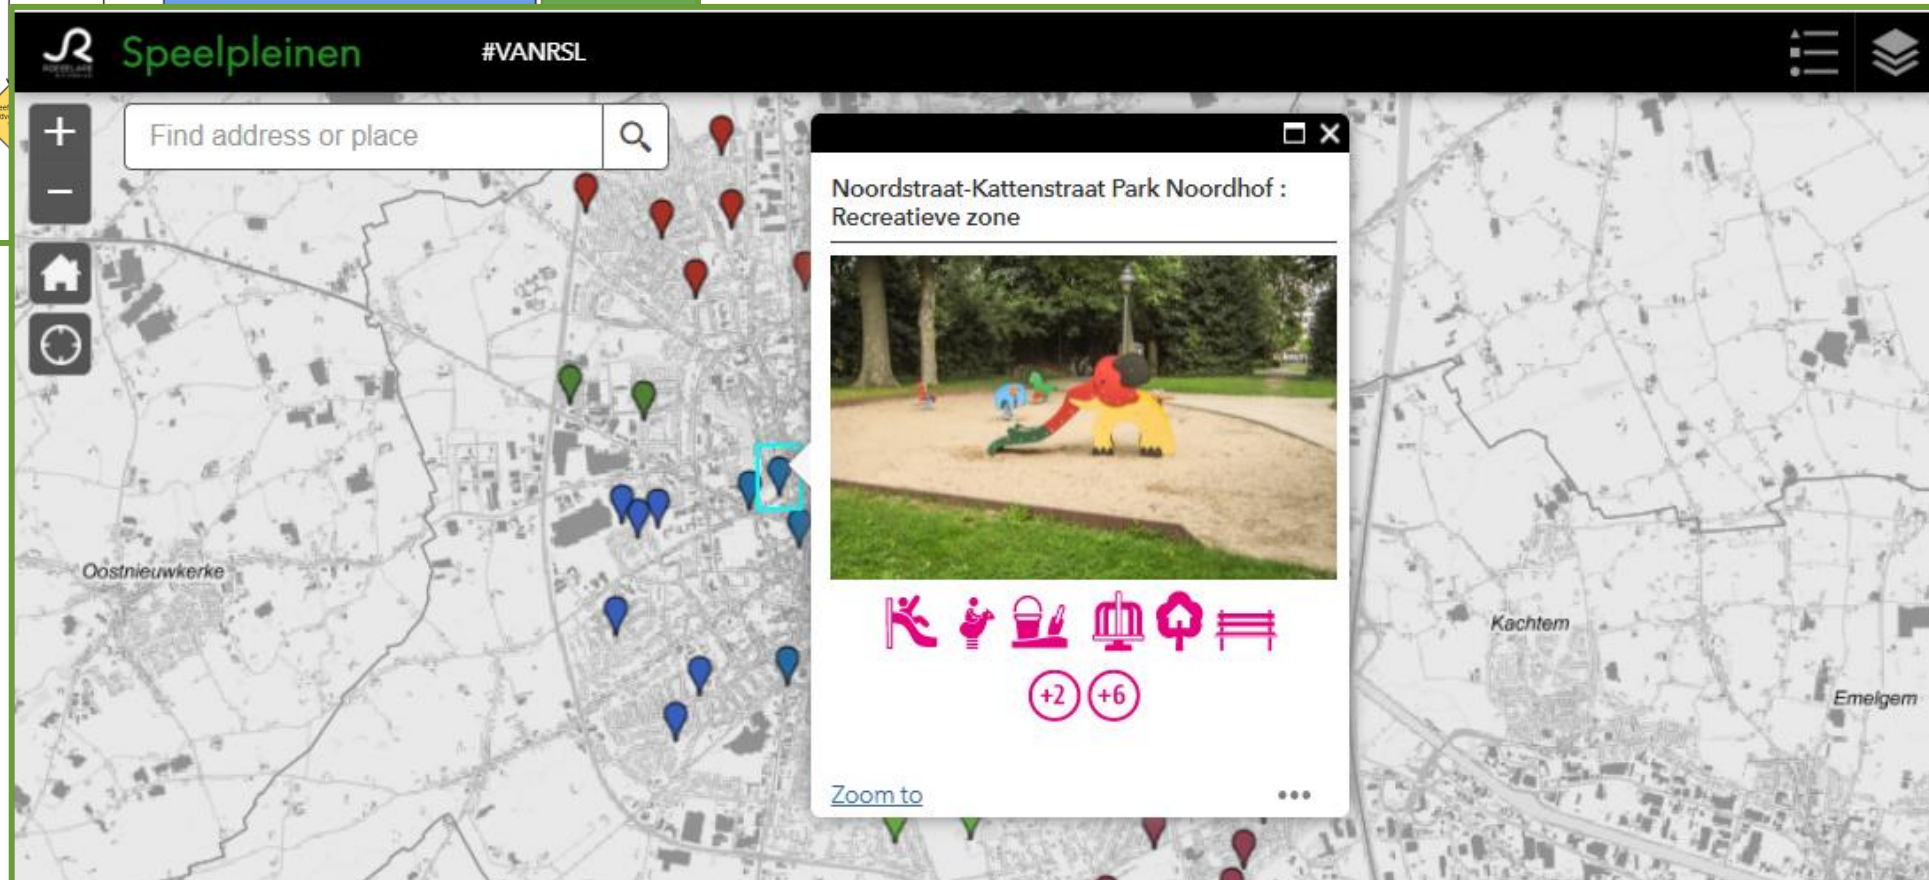 Speelpleinen
#VANRSL
Find address or place
Noordstraat-Kattenstraat Park Noordhof :
Recreatieve zone
+2 +6
Zoom to
Oostnieuwkerke
Kachtem
Emelgem